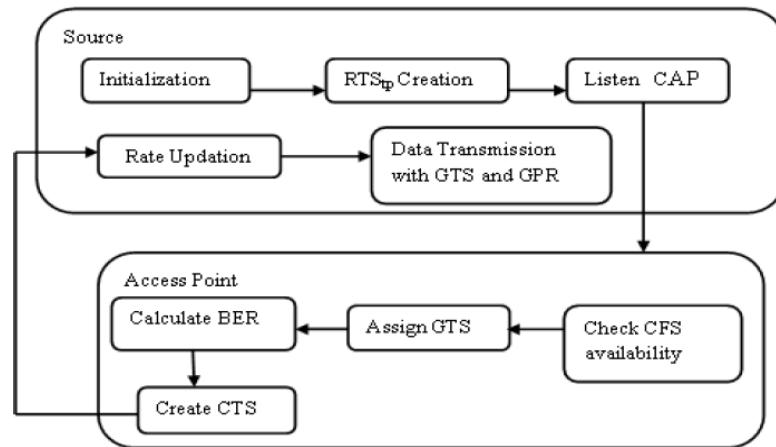 Source
Initialization
RTStp Creation
Listen CAP
Rate Updation
Data Transmission
with GTS and GPR
Access Point
Calculate BER
Assign GTS
Check CFS
availability
Create CTS